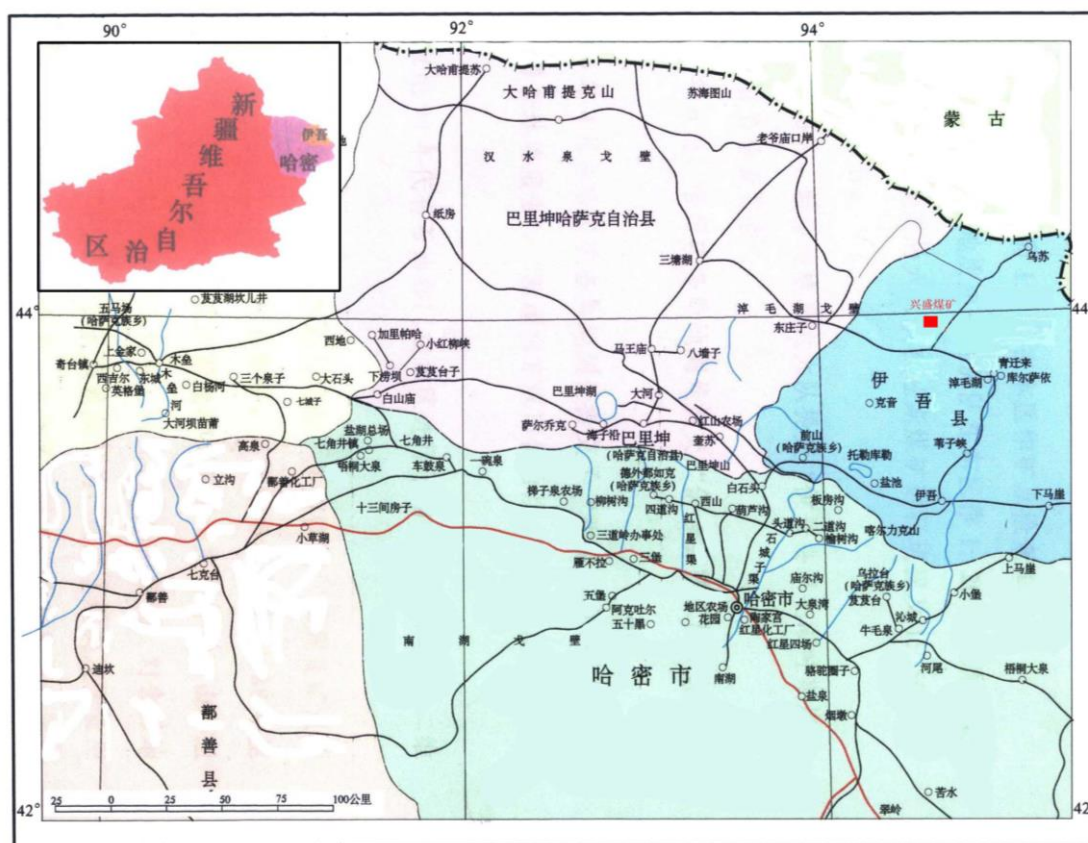 90°
92°
94°
新
疆
维
吾
尔
自
治
区
伊吾
哈密
地
大哈甫提苏
大哈甫提克山
苏海图山
蒙古
老爷庙口岸
汉水泉戈壁
纸房
巴里坤哈萨克自治县
三塘湖
乌苏
44°
44
五马场
(哈萨克族乡)
芨芨湖坎儿井
淖毛湖戈壁
兴盛煤矿
东庄子
加里帕哈
西地
小红柳峡
马王庙
八墙子
上金家
木垒
奇台镇
西吉尔
东城
英格堡
木
垒
河
白杨河
三个泉子
大石头
下房坝
芨芨台子
七城子
白山庙
巴里坤湖
大河
伊
吾
县
青迁来
淖毛湖
库尔萨依
克音
大河坝苗莆
盐湖总场
七角井镇
七角井
萨尔乔克
海子沿
巴里坤
(哈萨克自治县)
红山农场
奎苏
前山
(哈萨克族乡)
苇子峡
高泉
梧桐大泉
车毂泉
一碗泉
巴里坤山
托勒库勒
立沟
鄯善化工厂
德外都如克
(哈萨克族乡)
白石头
盐池
十三间房子
梯子泉农场
柳树沟
四道沟
西山
葫芦沟
板房沟
伊吾
下马崖
小草湖
三道岭办事处
红
星
渠
头道沟
二道沟
榆树沟
喀尔力克山
石
城
子
渠
雁不拉
三堡
七克台
庙尔沟
乌拉台
(哈萨克族乡)
上马崖
鄯善
五堡
阿克吐尔
地区农场
哈密市
大泉湾
芨芨台
小堡
花园
五十里
南家宫
红星化工厂
沁城
牛毛泉
南湖戈壁
红星四场
迪坎
哈密市
南湖
骆驼圈子
河尾
梧桐大泉
盐泉
鄯
善
县
烟墩
苦水
翠岭
42°
42
25
0
25
50
75
100公里